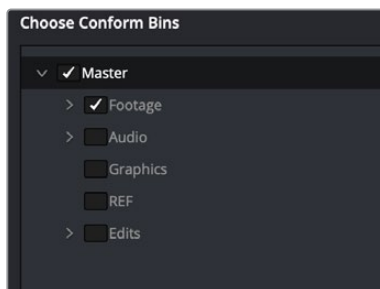 Choose Conform Bins
Master
Footage
Audio
Graphics
REF
Edits